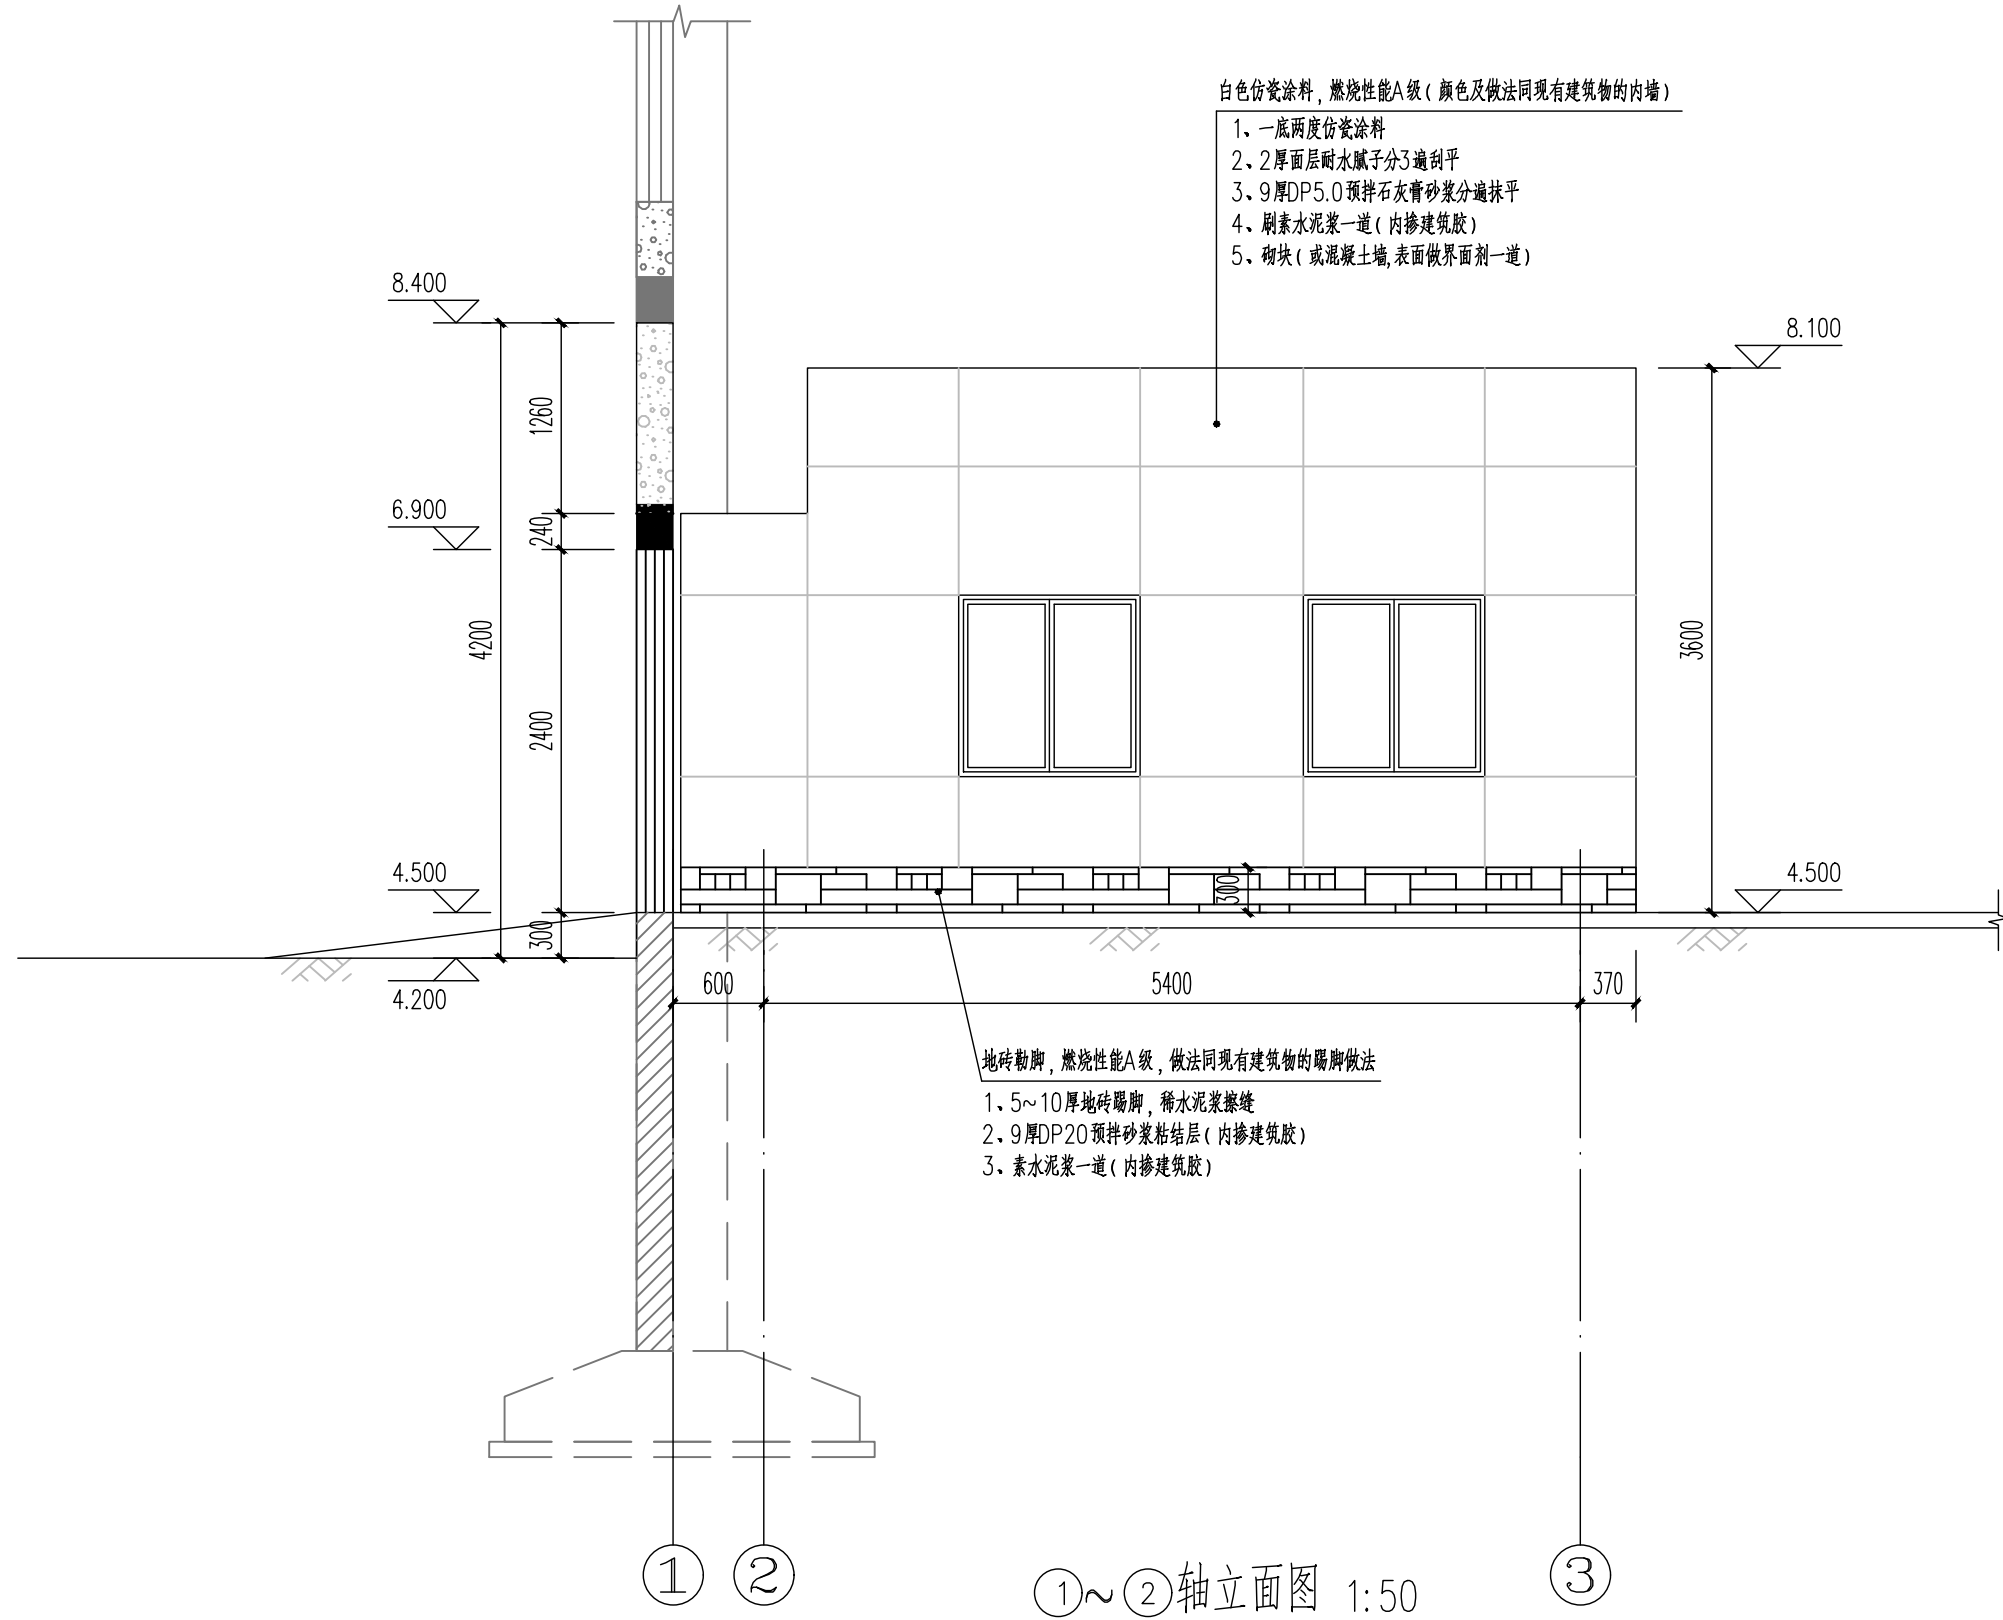 白色仿瓷涂料,燃烧性能A级(颜色及做法同现有建筑物的内墙)
1、一底两度仿瓷涂料
2、2厚面层耐水腻子分3遍刮平
3、9厚DP5.0预拌石灰膏砂浆分遍抹平
4、刷素水泥浆一道(内掺建筑胶)
5、砌块(或混凝土墙,表面做界面剂一道)
8.400
8.100
1260
6.900
240
4200
3600
2400
4.500
4.500
300
300
4.200
600
5400
370
地砖勒脚,燃烧性能A级,做法同现有建筑物的踢脚做法
1、5~10厚地砖踢脚,稀水泥浆擦缝
2、9厚DP20预拌砂浆粘结层(内掺建筑胶)
3、素水泥浆一道(内掺建筑胶)
1
2
3
1~2轴立面图 1:50